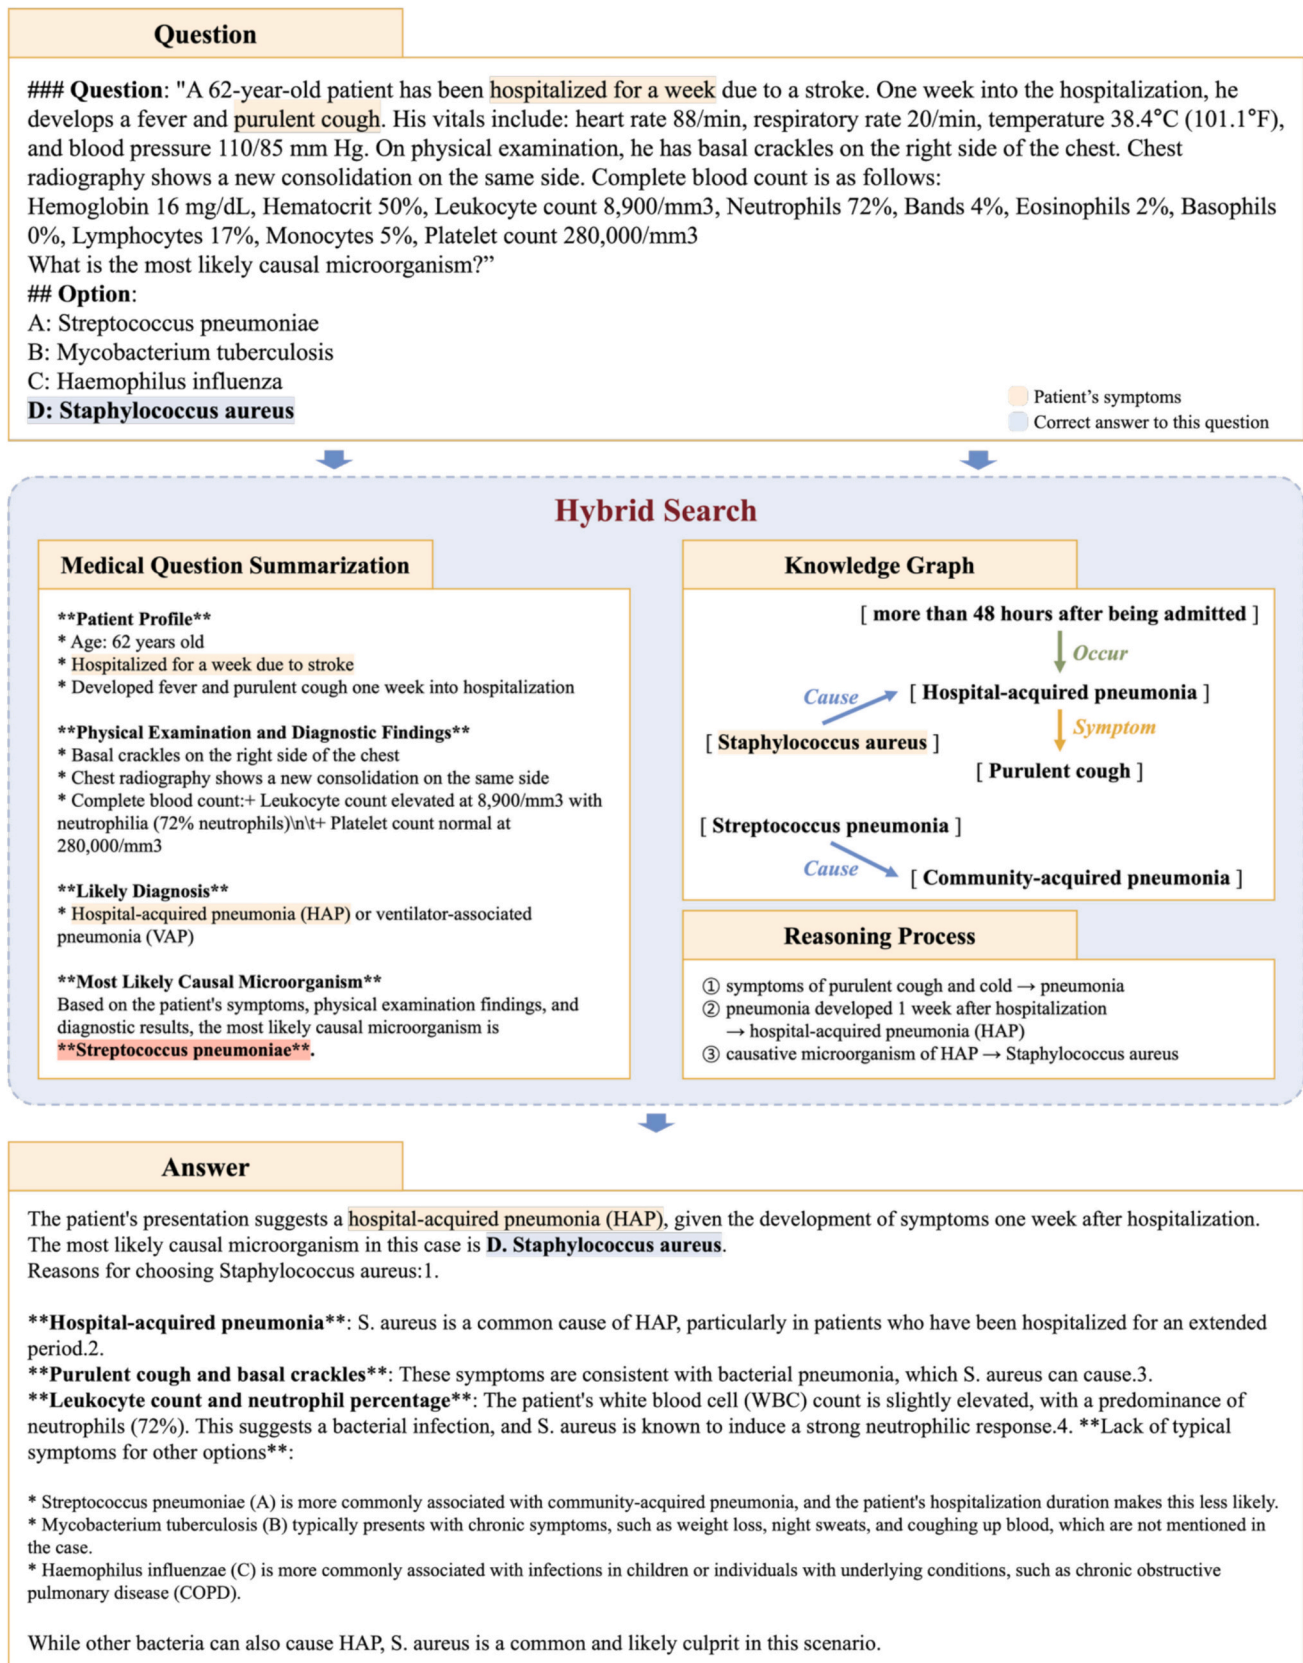 Question
### Question: "A 62-year-old patient has been hospitalized for a week due to a stroke. One week into the hospitalization, he
develops a fever and purulent cough. His vitals include: heart rate 88/min, respiratory rate 20/min, temperature 38.4°C (101.1°F),
and blood pressure 110/85 mm Hg. On physical examination, he has basal crackles on the right side of the chest. Chest
radiography shows a new consolidation on the same side. Complete blood count is as follows:
Hemoglobin 16 mg/dL, Hematocrit 50%, Leukocyte count 8,900/mm3, Neutrophils 72%, Bands 4%, Eosinophils 2%, Basophils
0%, Lymphocytes 17%, Monocytes 5%, Platelet count 280,000/mm3
What is the most likely causal microorganism?”
## Option:
A: Streptococcus pneumoniae
B: Mycobacterium tuberculosis
C: Haemophilus influenza
D: Staphylococcus aureus
Patient’s symptoms
Correct answer to this question
Hybrid Search
Medical Question Summarization
**Patient Profile**
* Age: 62 years old
* Hospitalized for a week due to stroke
* Developed fever and purulent cough one week into hospitalization
**Physical Examination and Diagnostic Findings**
* Basal crackles on the right side of the chest
* Chest radiography shows a new consolidation on the same side
* Complete blood count:+ Leukocyte count elevated at 8,900/mm3 with
neutrophilia (72% neutrophils)\n\t+ Platelet count normal at
280,000/mm3
**Likely Diagnosis**
* Hospital-acquired pneumonia (HAP) or ventilator-associated
pneumonia (VAP)
**Most Likely Causal Microorganism**
Based on the patient's symptoms, physical examination findings, and
diagnostic results, the most likely causal microorganism is
**Streptococcus pneumoniae**.
Knowledge Graph
[ more than 48 hours after being admitted ]
Occur
Cause
[ Hospital-acquired pneumonia ]
[ Staphylococcus aureus ]
Symptom
[ Purulent cough ]
[ Streptococcus pneumonia ]
Cause
[ Community-acquired pneumonia ]
Reasoning Process
① symptoms of purulent cough and cold → pneumonia
② pneumonia developed 1 week after hospitalization
→ hospital-acquired pneumonia (HAP)
③ causative microorganism of HAP → Staphylococcus aureus
Answer
The patient's presentation suggests a hospital-acquired pneumonia (HAP), given the development of symptoms one week after hospitalization.
The most likely causal microorganism in this case is D. Staphylococcus aureus.
Reasons for choosing Staphylococcus aureus:1.
**Hospital-acquired pneumonia**: S. aureus is a common cause of HAP, particularly in patients who have been hospitalized for an extended
period.2.
**Purulent cough and basal crackles**: These symptoms are consistent with bacterial pneumonia, which S. aureus can cause.3.
**Leukocyte count and neutrophil percentage**: The patient's white blood cell (WBC) count is slightly elevated, with a predominance of
neutrophils (72%). This suggests a bacterial infection, and S. aureus is known to induce a strong neutrophilic response.4. **Lack of typical
symptoms for other options**:
* Streptococcus pneumoniae (A) is more commonly associated with community-acquired pneumonia, and the patient's hospitalization duration makes this less likely.
* Mycobacterium tuberculosis (B) typically presents with chronic symptoms, such as weight loss, night sweats, and coughing up blood, which are not mentioned in
the case.
* Haemophilus influenzae (C) is more commonly associated with infections in children or individuals with underlying conditions, such as chronic obstructive
pulmonary disease (COPD).
While other bacteria can also cause HAP, S. aureus is a common and likely culprit in this scenario.